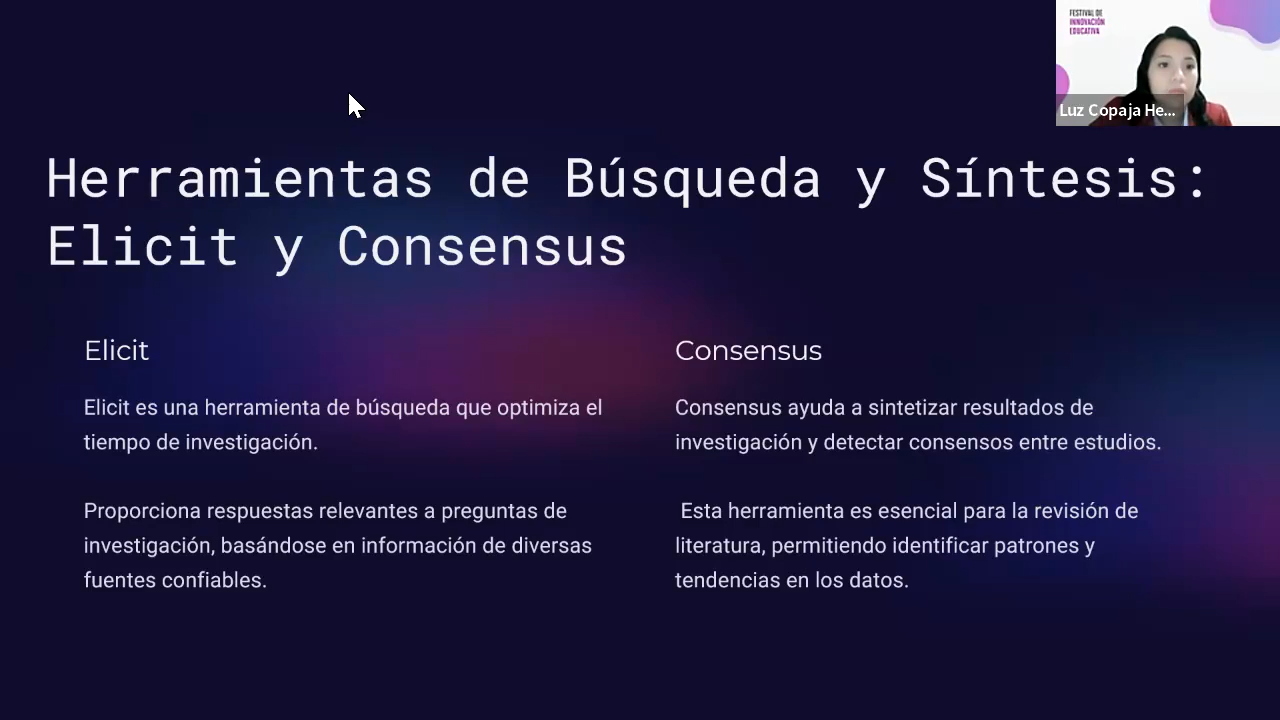 FESTIVAL DE
INNOVACIÓN
EDUCATIVA
Luz Copaja He...
Herramientas de Búsqueda y Síntesis:
Elicit y Consensus
Elicit
Elicit es una herramienta de búsqueda que optimiza el
tiempo de investigación.
Proporciona respuestas relevantes a preguntas de
investigación, basándose en información de diversas
fuentes confiables.
Consensus
Consensus ayuda a sintetizar resultados de
investigación y detectar consensos entre estudios.
Esta herramienta es esencial para la revisión de
literatura, permitiendo identificar patrones y
tendencias en los datos.